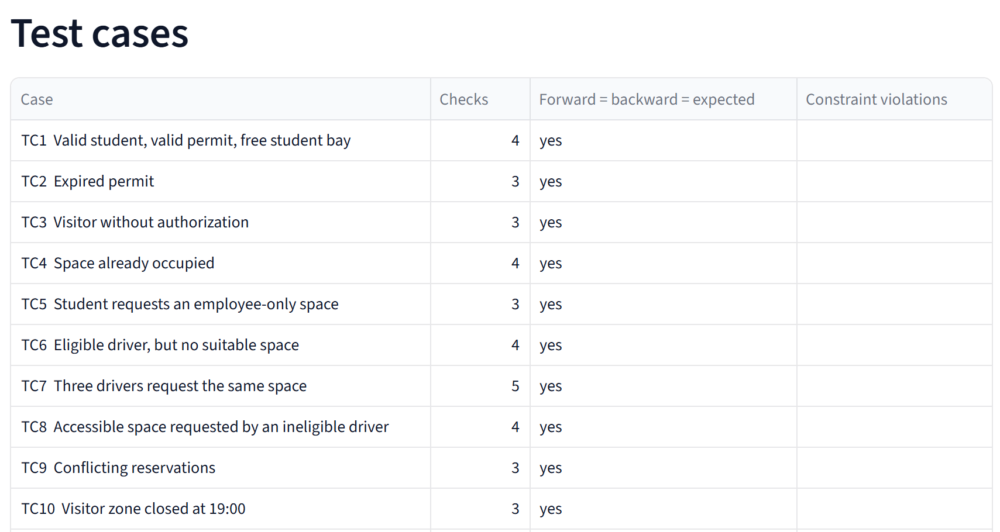 Test cases
Case Checks Forward = backward = expected Constraint violations
TC1 Valid student, valid permit, free student bay 4 yes
TC2 Expired permit 3 yes
TC3 Visitor without authorization 3 yes
TC4 Space already occupied 4 yes
TC5 Student requests an employee-only space 3 yes
TC6 Eligible driver, but no suitable space 4 yes
TC7 Three drivers request the same space 5 yes
TC8 Accessible space requested by an ineligible driver 4 yes
TC9 Conflicting reservations 3 yes
TC10 Visitor zone closed at 19:00 3 yes